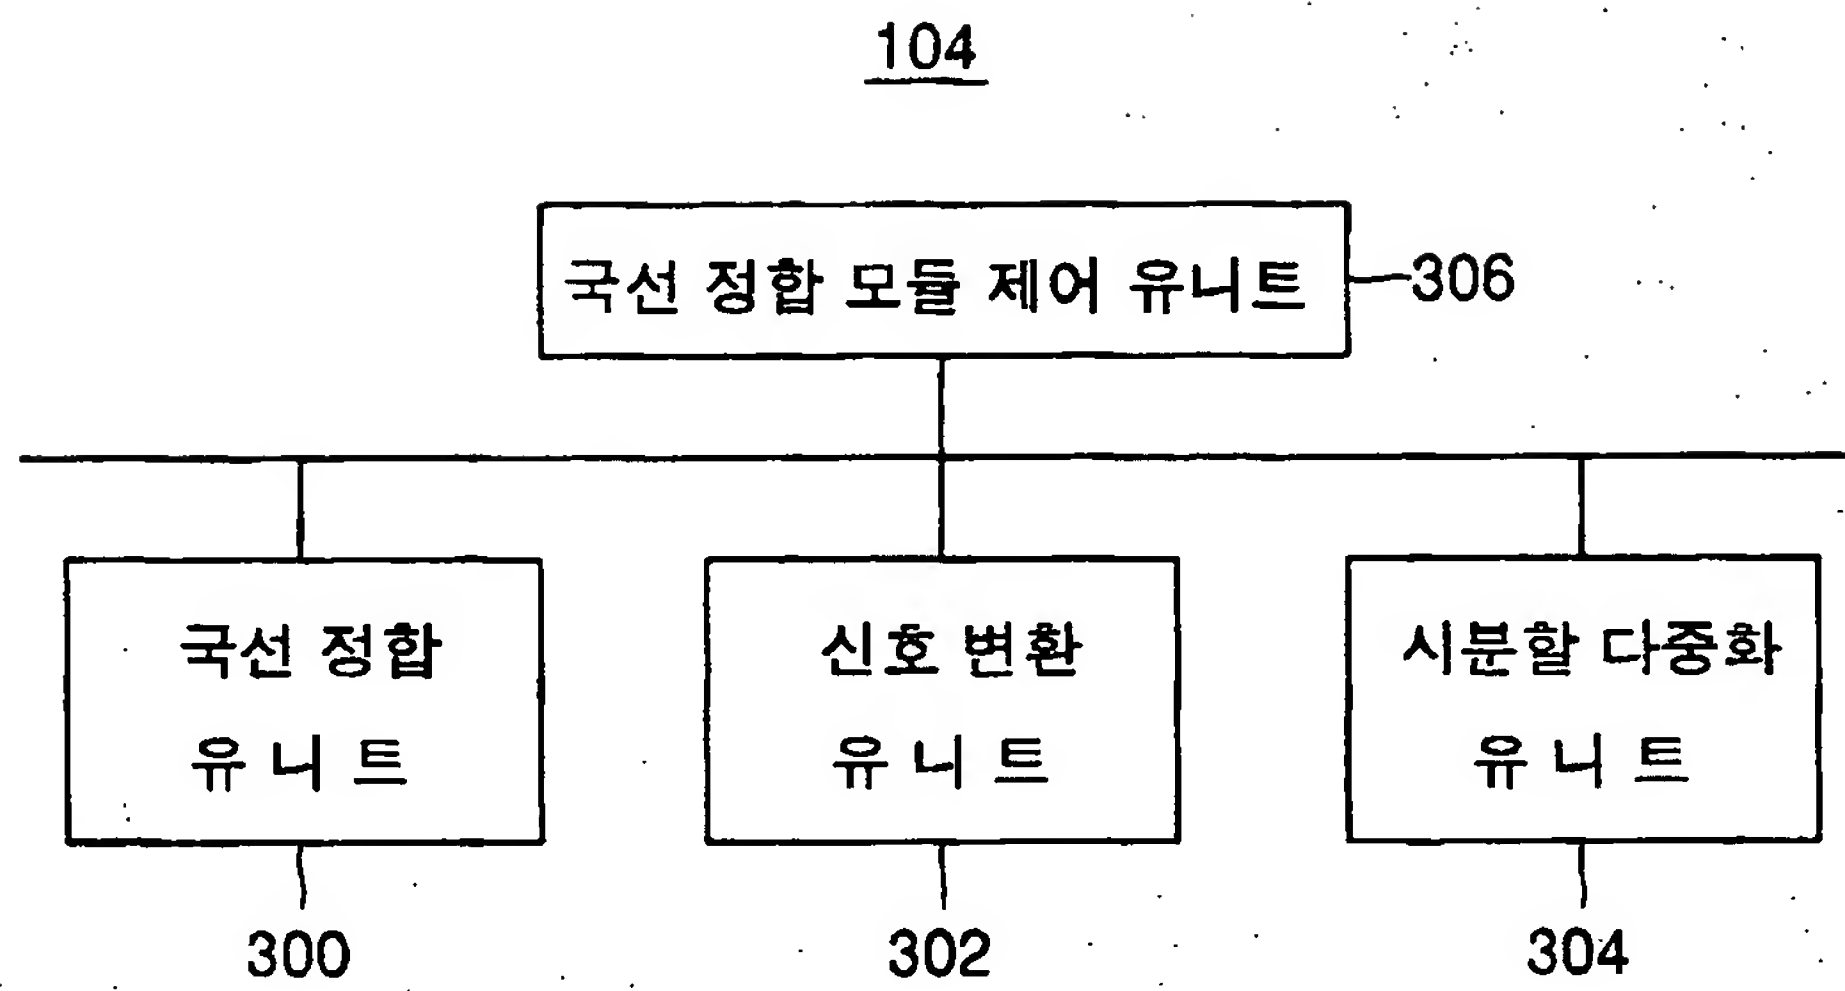 104
국선 정합 모듈 제어 유니트
306
국선 정합
유 니 트
신호 변환
유 니 트
시분할 다중화
유 니 트
300
302
304